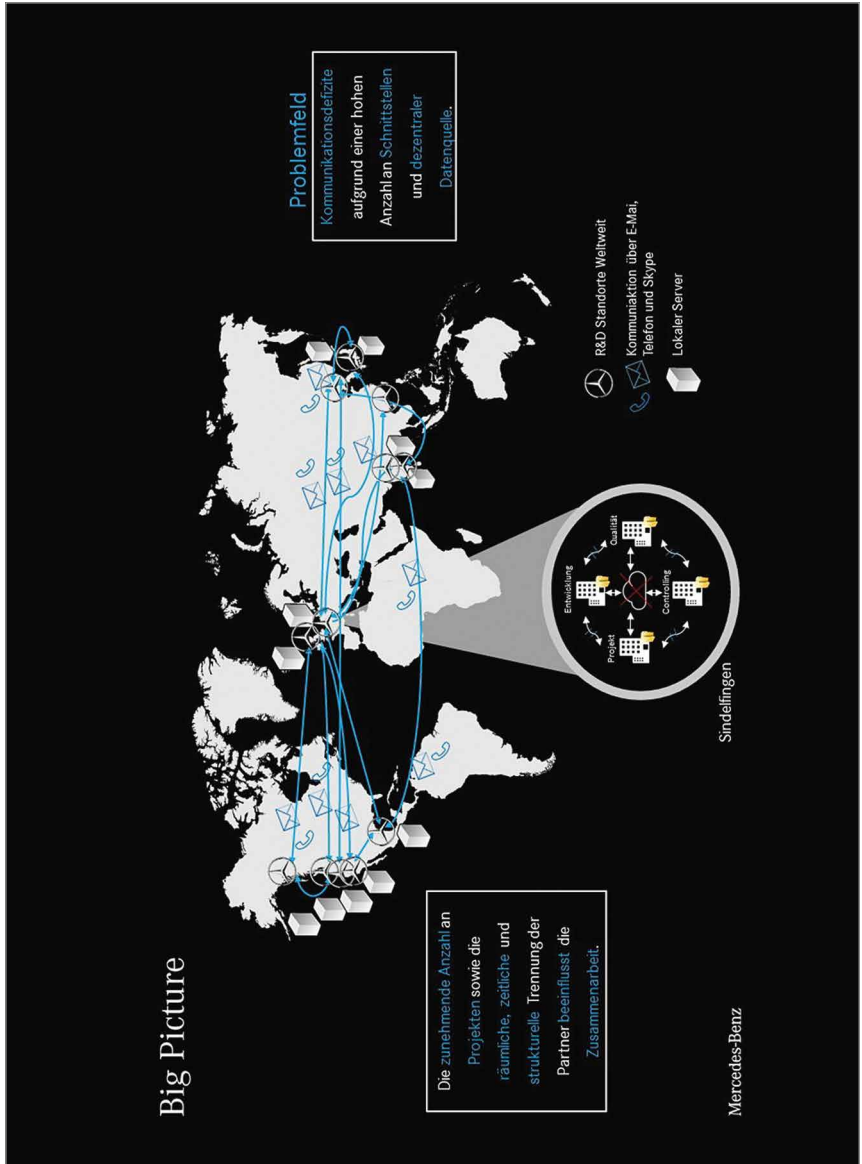 Big Picture
Die zunehmende Anzahl an
Projekten sowie die
räumliche, zeitliche und
strukturelle Trennung der
Partner beeinflusst die
Zusammenarbeit.
Problemfeld
Kommunikationsdefizite
aufgrund einer hohen
Anzahl an Schnittstellen
und dezentraler
Datenquelle.
R&D Standorte Weltweit
Kommuniaktion über E-Mai,
Telefon und Skype
Lokaler Server
Entwicklung
Projekt
Qualität
Controlling
Sindelfingen
Mercedes-Benz